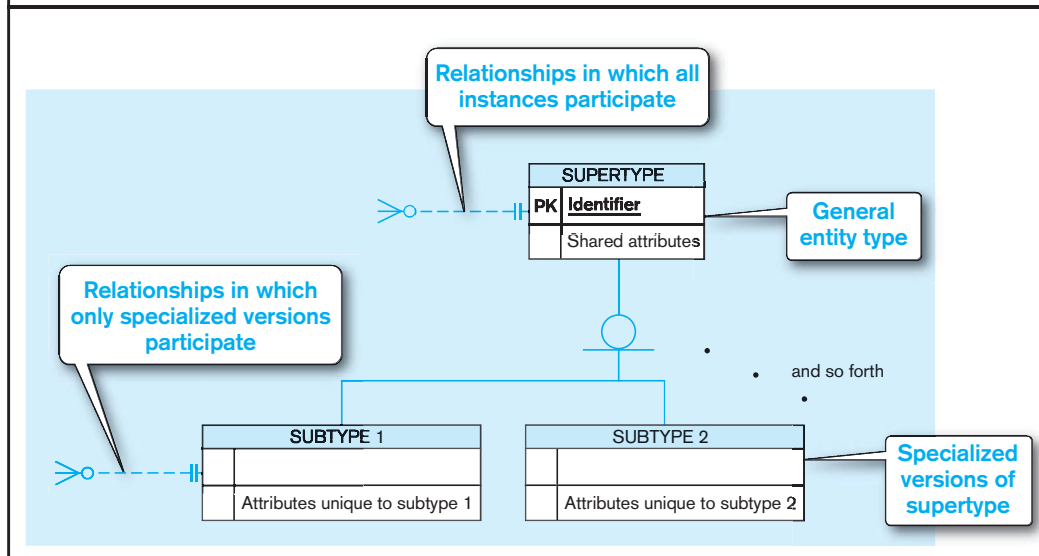 Relationships in which all
instances participate
SUPERTYPE
PK Identifier
Shared attributes
General
entity type
Relationships in which
only specialized versions
participate
and so forth
SUBTYPE 1
Attributes unique to subtype 1
SUBTYPE 2
Attributes unique to subtype 2
Specialized
versions of
supertype